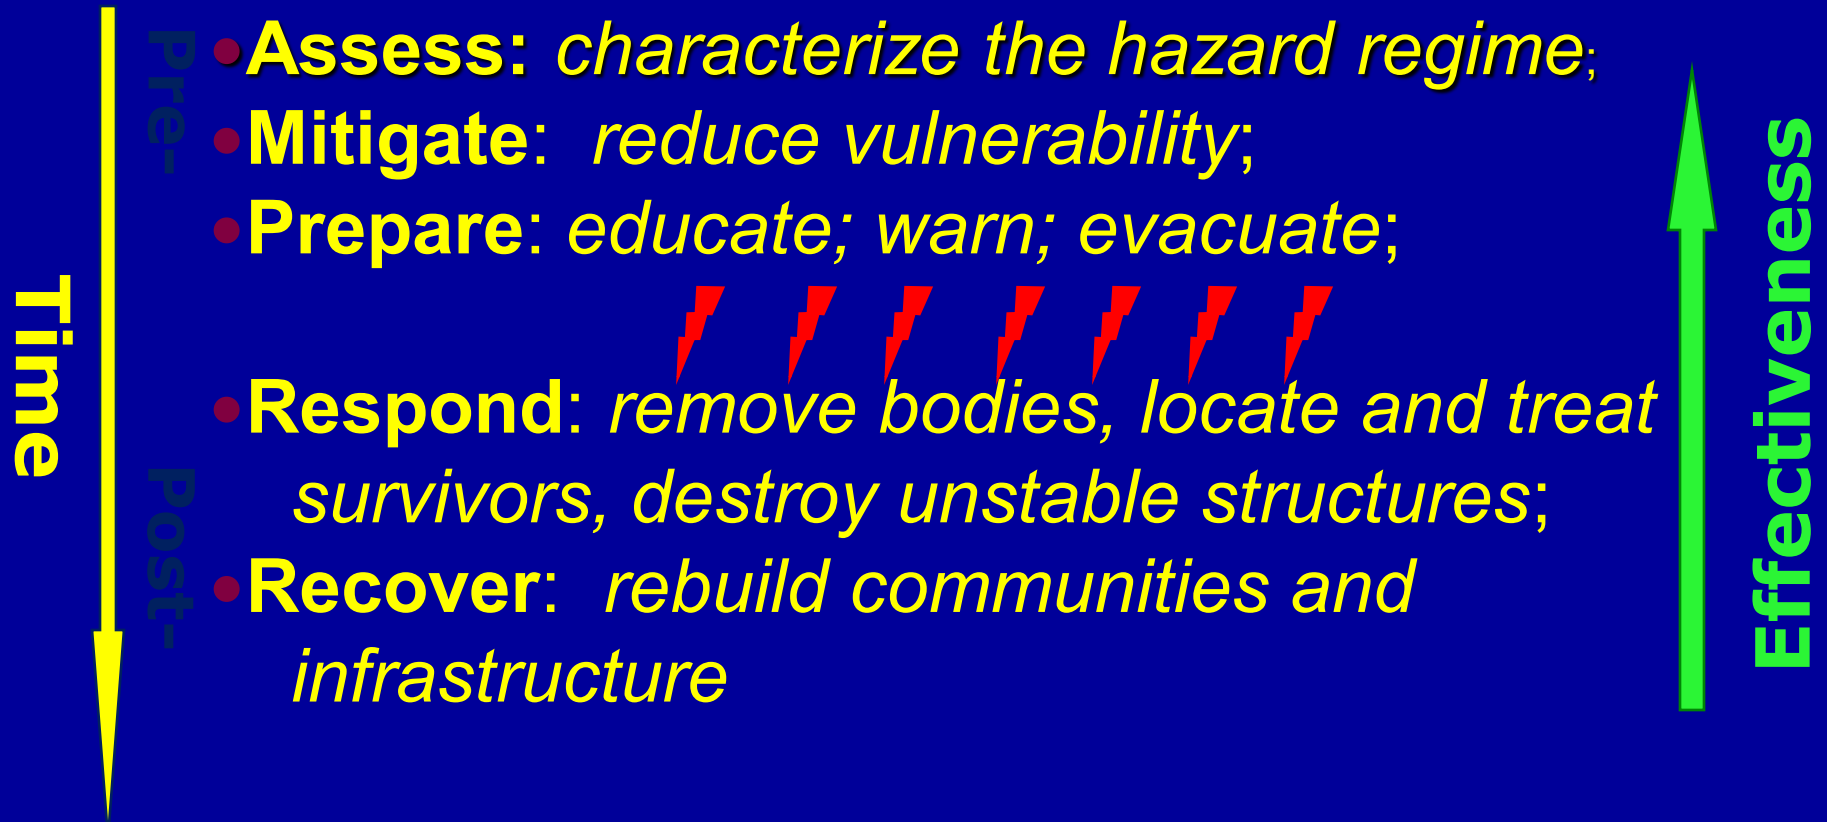 Time
Pre-
Post-
•Assess: characterize the hazard regime;
•Mitigate: reduce vulnerability;
•Prepare: educate; warn; evacuate;
•Respond: remove bodies, locate and treat
survivors, destroy unstable structures;
•Recover: rebuild communities and
infrastructure
Effectiveness